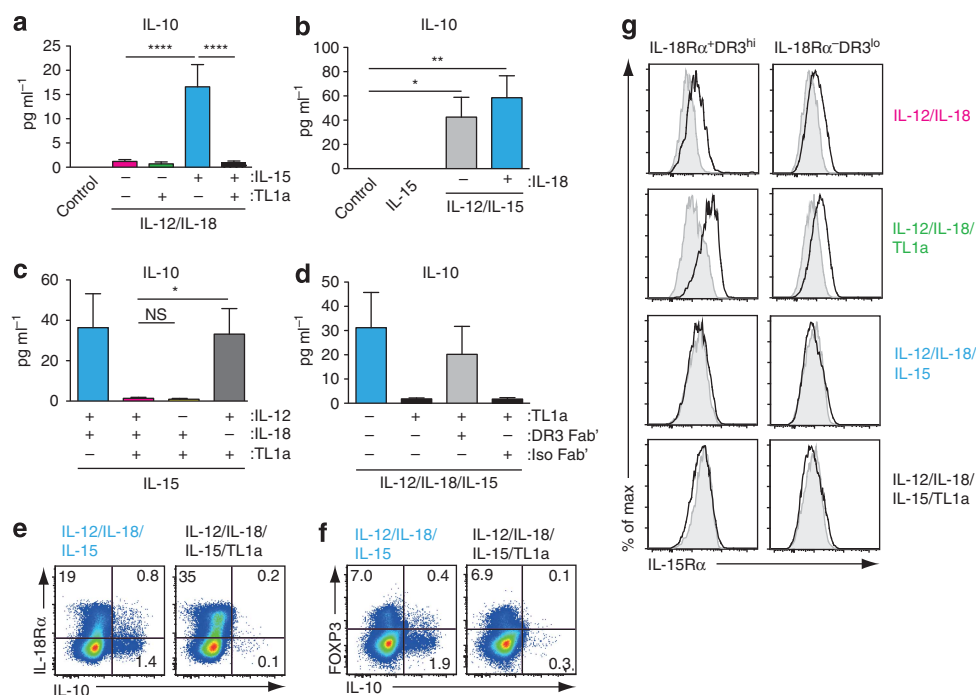 a
IL-10
25
20
15
10
5
0
pg ml⁻¹
****
****
Control
– – + + :IL-15
– + – + :TL1a
IL-12/IL-18
b
IL-10
100
80
60
40
20
0
pg ml⁻¹
**
*
Control
IL-15
– + :IL-18
IL-12/IL-15
c
IL-10
60
40
20
0
pg ml⁻¹
*
NS
+ + – + :IL-12
+ + + – :IL-18
– + + + :TL1a
IL-15
d
IL-10
50
40
30
20
10
0
pg ml⁻¹
– + + + :TL1a
– – + – :DR3 Fab'
– – – + :Iso Fab'
IL-12/IL-18/IL-15
e
IL-12/IL-18/
IL-15
IL-12/IL-18/
IL-15/TL1a
19
0.8
1.4
35
0.2
0.1
IL-18Rα
IL-10
f
IL-12/IL-18/
IL-15
IL-12/IL-18/
IL-15/TL1a
7.0
0.4
1.9
6.9
0.1
0.3
FOXP3
IL-10
g
IL-18Rα⁺DR3ʰⁱ
IL-18Rα⁻DR3ˡᵒ
IL-12/IL-18
IL-12/IL-18/
TL1a
IL-12/IL-18/
IL-15
IL-12/IL-18/
IL-15/TL1a
% of max
IL-15Rα